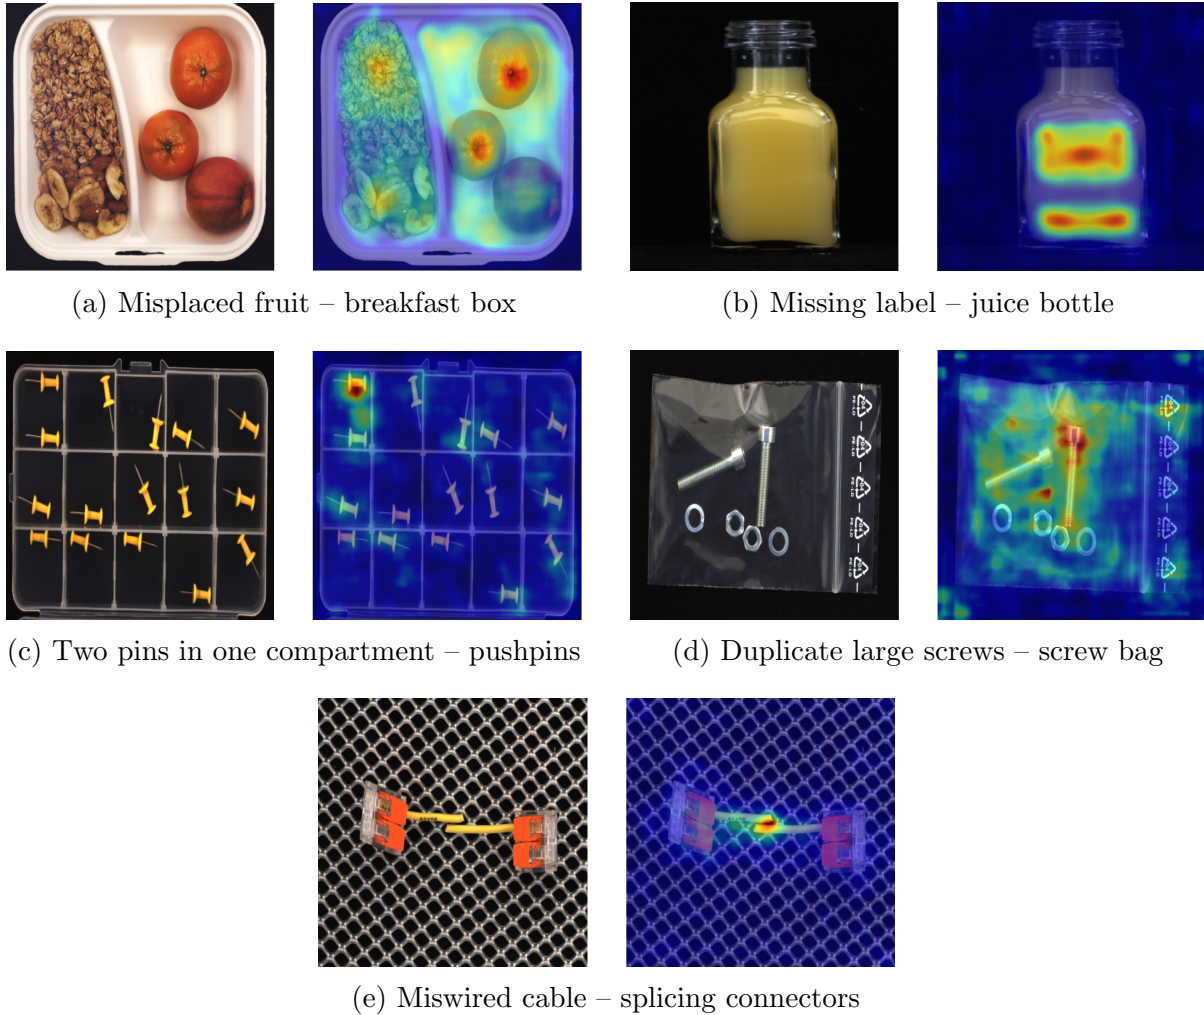 (a) Misplaced fruit – breakfast box
(b) Missing label – juice bottle
(c) Two pins in one compartment – pushpins
(d) Duplicate large screws – screw bag
(e) Miswired cable – splicing connectors